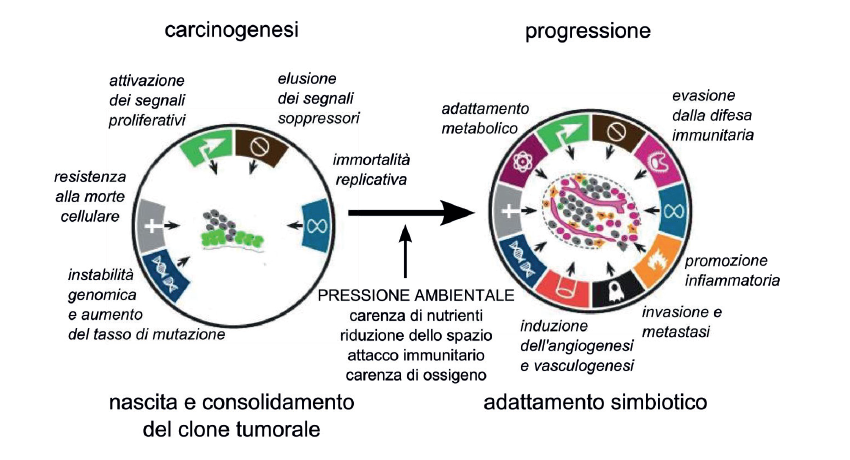 carcinogenesi
progressione
attivazione
dei segnali
proliferativi
elusione
dei segnali
soppressori
resistenza
alla morte
cellulare
immortalità
replicativa
instabilità
genomica
e aumento
del tasso di mutazione
PRESSIONE AMBIENTALE
carenza di nutrienti
riduzione dello spazio
attacco immunitario
carenza di ossigeno
adattamento
metabolico
evasione
dalla difesa
immunitaria
promozione
infiammatoria
invasione e
metastasi
induzione
dell'angiogenesi
e vasculogenesi
nascita e consolidamento
del clone tumorale
adattamento simbiotico